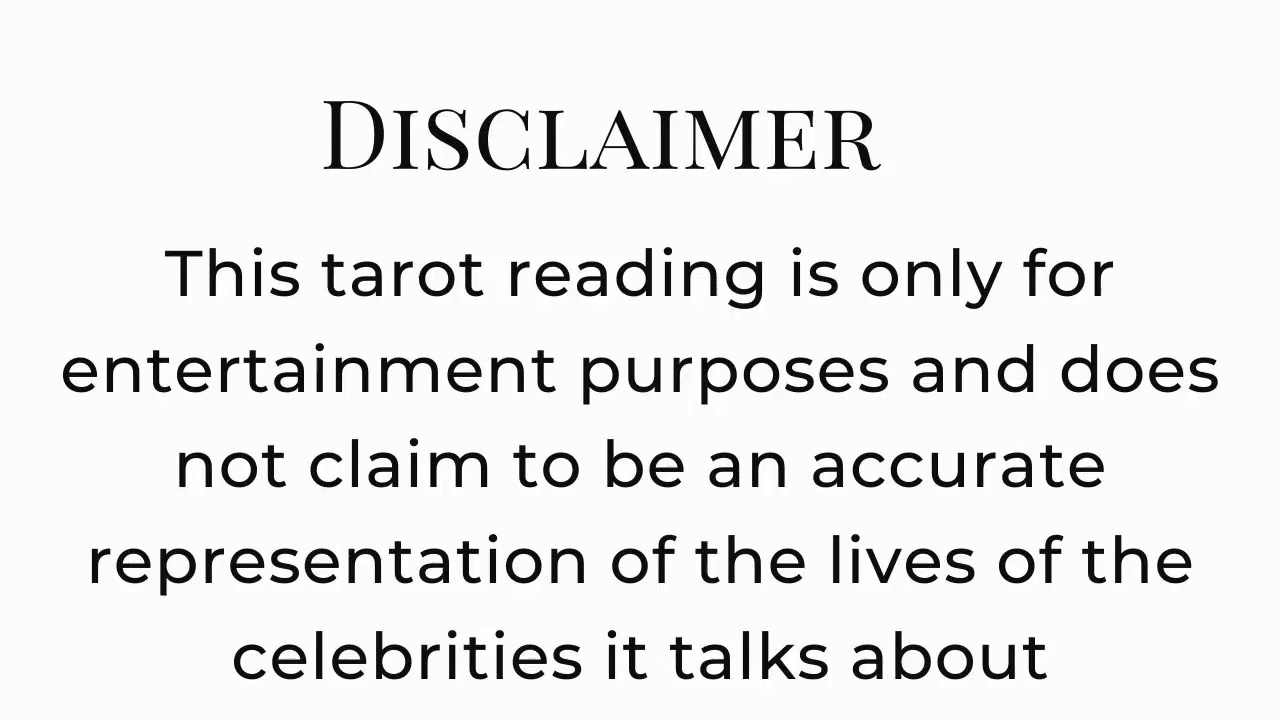 DISCLAIMER
This tarot reading is only for
entertainment purposes and does
not claim to be an accurate
representation of the lives of the
celebrities it talks about